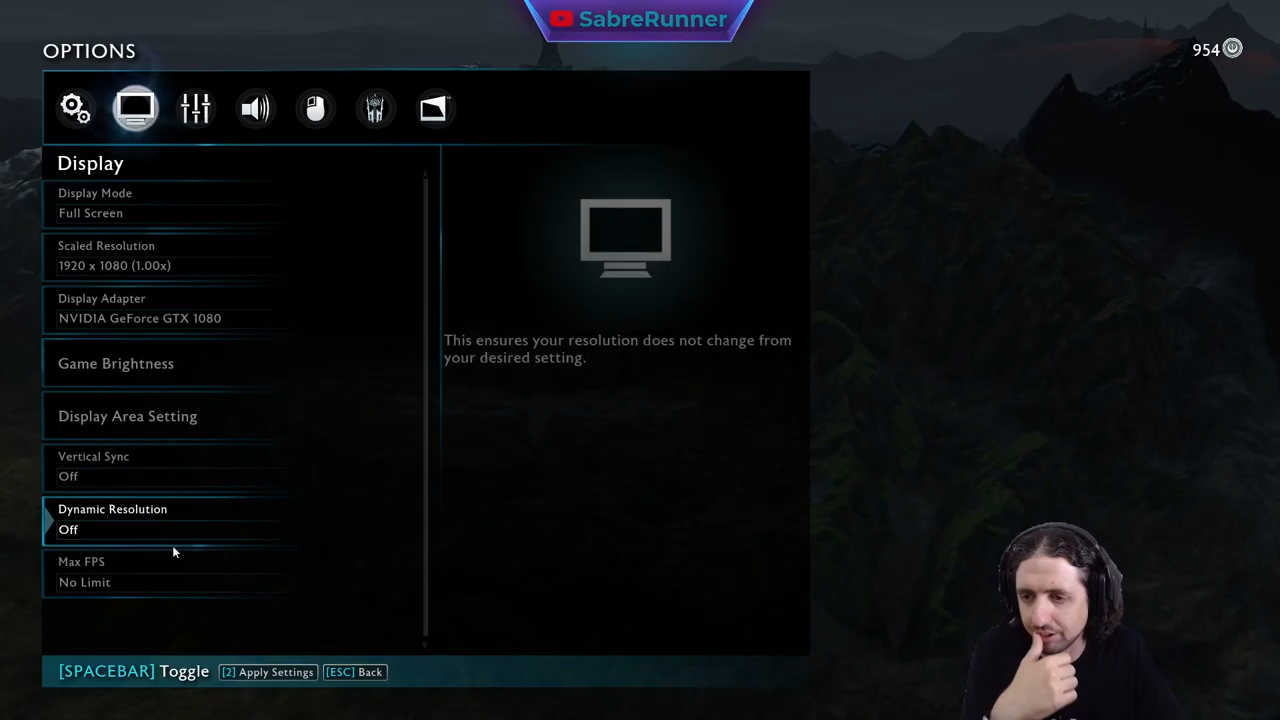 SabreRunner
OPTIONS
954
Display
Display Mode
Full Screen
Scaled Resolution
1920 x 1080 (1.00x)
Display Adapter
NVIDIA GeForce GTX 1080
Game Brightness
Display Area Setting
Vertical Sync
Off
Dynamic Resolution
Off
Max FPS
No Limit
This ensures your resolution does not change from
your desired setting.
[SPACEBAR] Toggle [2] Apply Settings [ESC] Back